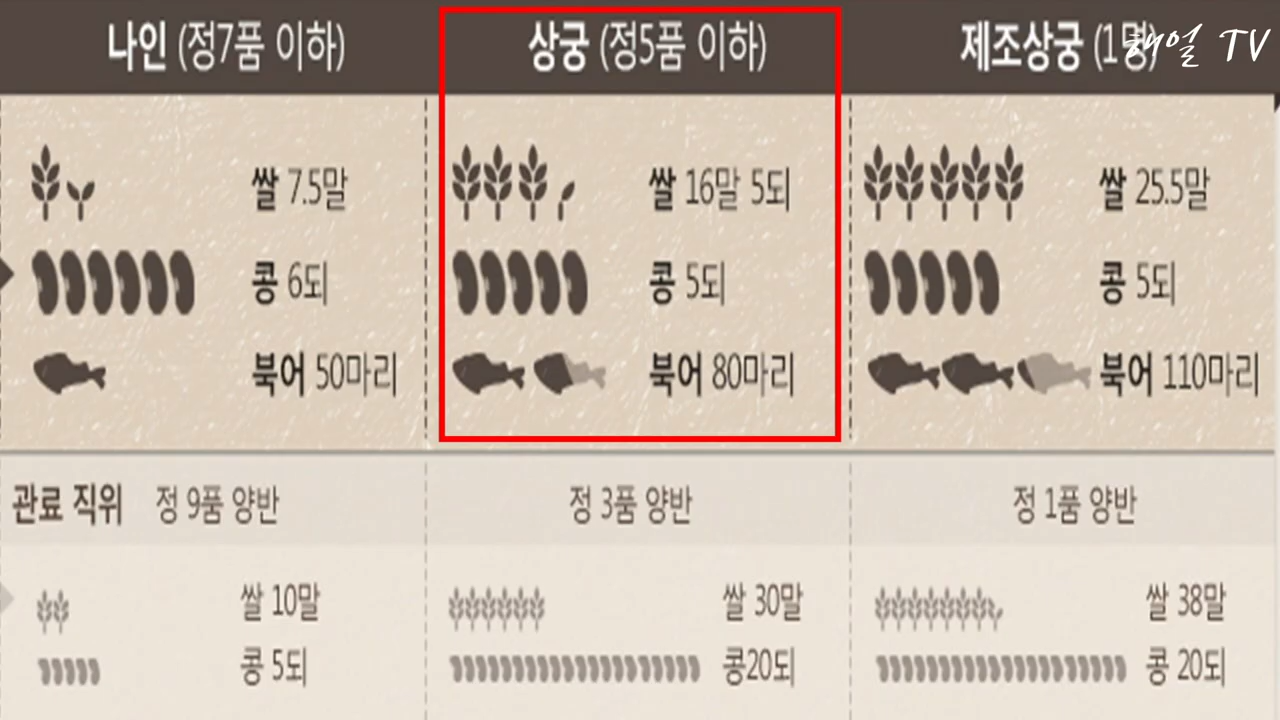 나인 (정7품 이하) 상궁 (정5품 이하) 제조상궁 (1명)
해얼 TV
쌀 7.5말 쌀 16말 5되 쌀 25.5말
콩 6되 콩 5되 콩 5되
북어 50마리 북어 80마리 북어 110마리
관료 직위 정 9품 양반 정 3품 양반 정 1품 양반
쌀 10말 쌀 30말 쌀 38말
콩 5되 콩20되 콩 20되